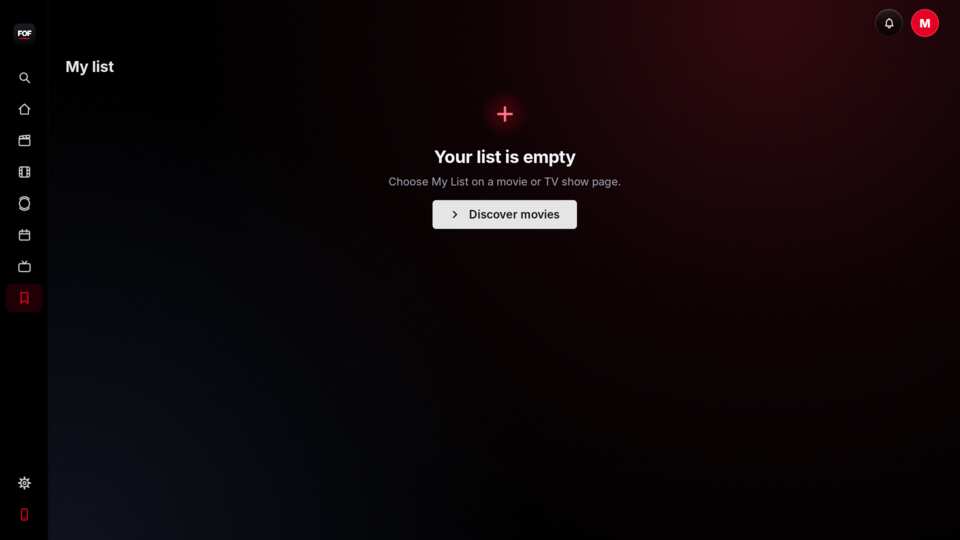 FOF
M
My list
Your list is empty
Choose My List on a movie or TV show page.
Discover movies